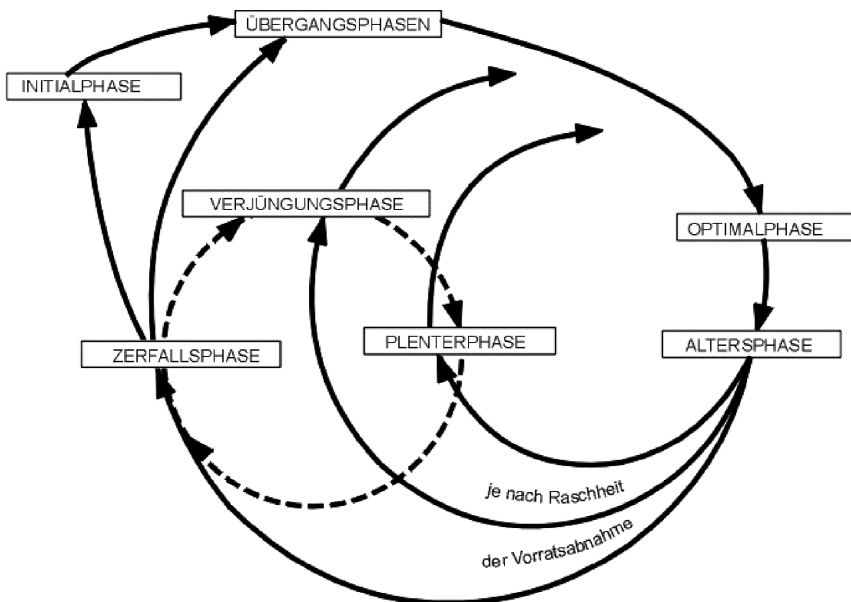 ÜBERGANGSPHASEN
INITIALPHASE
VERJÜNGUNGSPHASE
OPTIMALPHASE
ZERFALLSPHASE
PLENTERPHASE
ALTERSPHASE
je nach Raschheit
der Vorratsabnahme